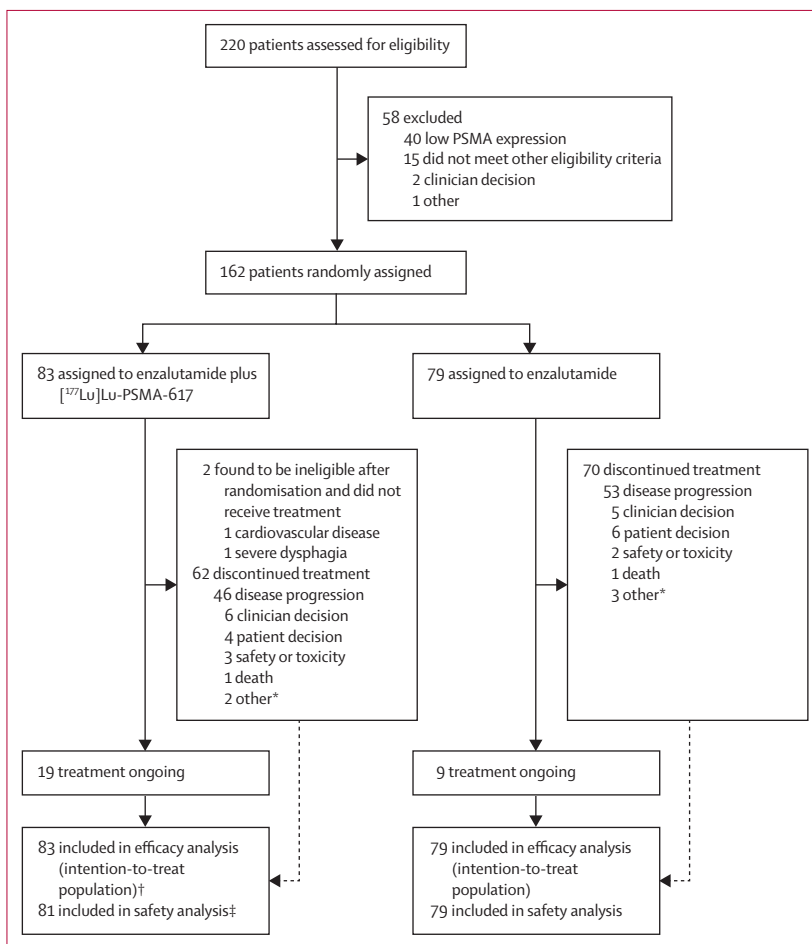 220 patients assessed for eligibility
58 excluded
40 low PSMA expression
15 did not meet other eligibility criteria
2 clinician decision
1 other
162 patients randomly assigned
83 assigned to enzalutamide plus
[¹⁷⁷Lu]Lu-PSMA-617
79 assigned to enzalutamide
2 found to be ineligible after
randomisation and did not
receive treatment
1 cardiovascular disease
1 severe dysphagia
62 discontinued treatment
46 disease progression
6 clinician decision
4 patient decision
3 safety or toxicity
1 death
2 other*
70 discontinued treatment
53 disease progression
5 clinician decision
6 patient decision
2 safety or toxicity
1 death
3 other*
19 treatment ongoing
9 treatment ongoing
83 included in efficacy analysis
(intention-to-treat
population)†
81 included in safety analysis‡
79 included in efficacy analysis
(intention-to-treat
population)
79 included in safety analysis